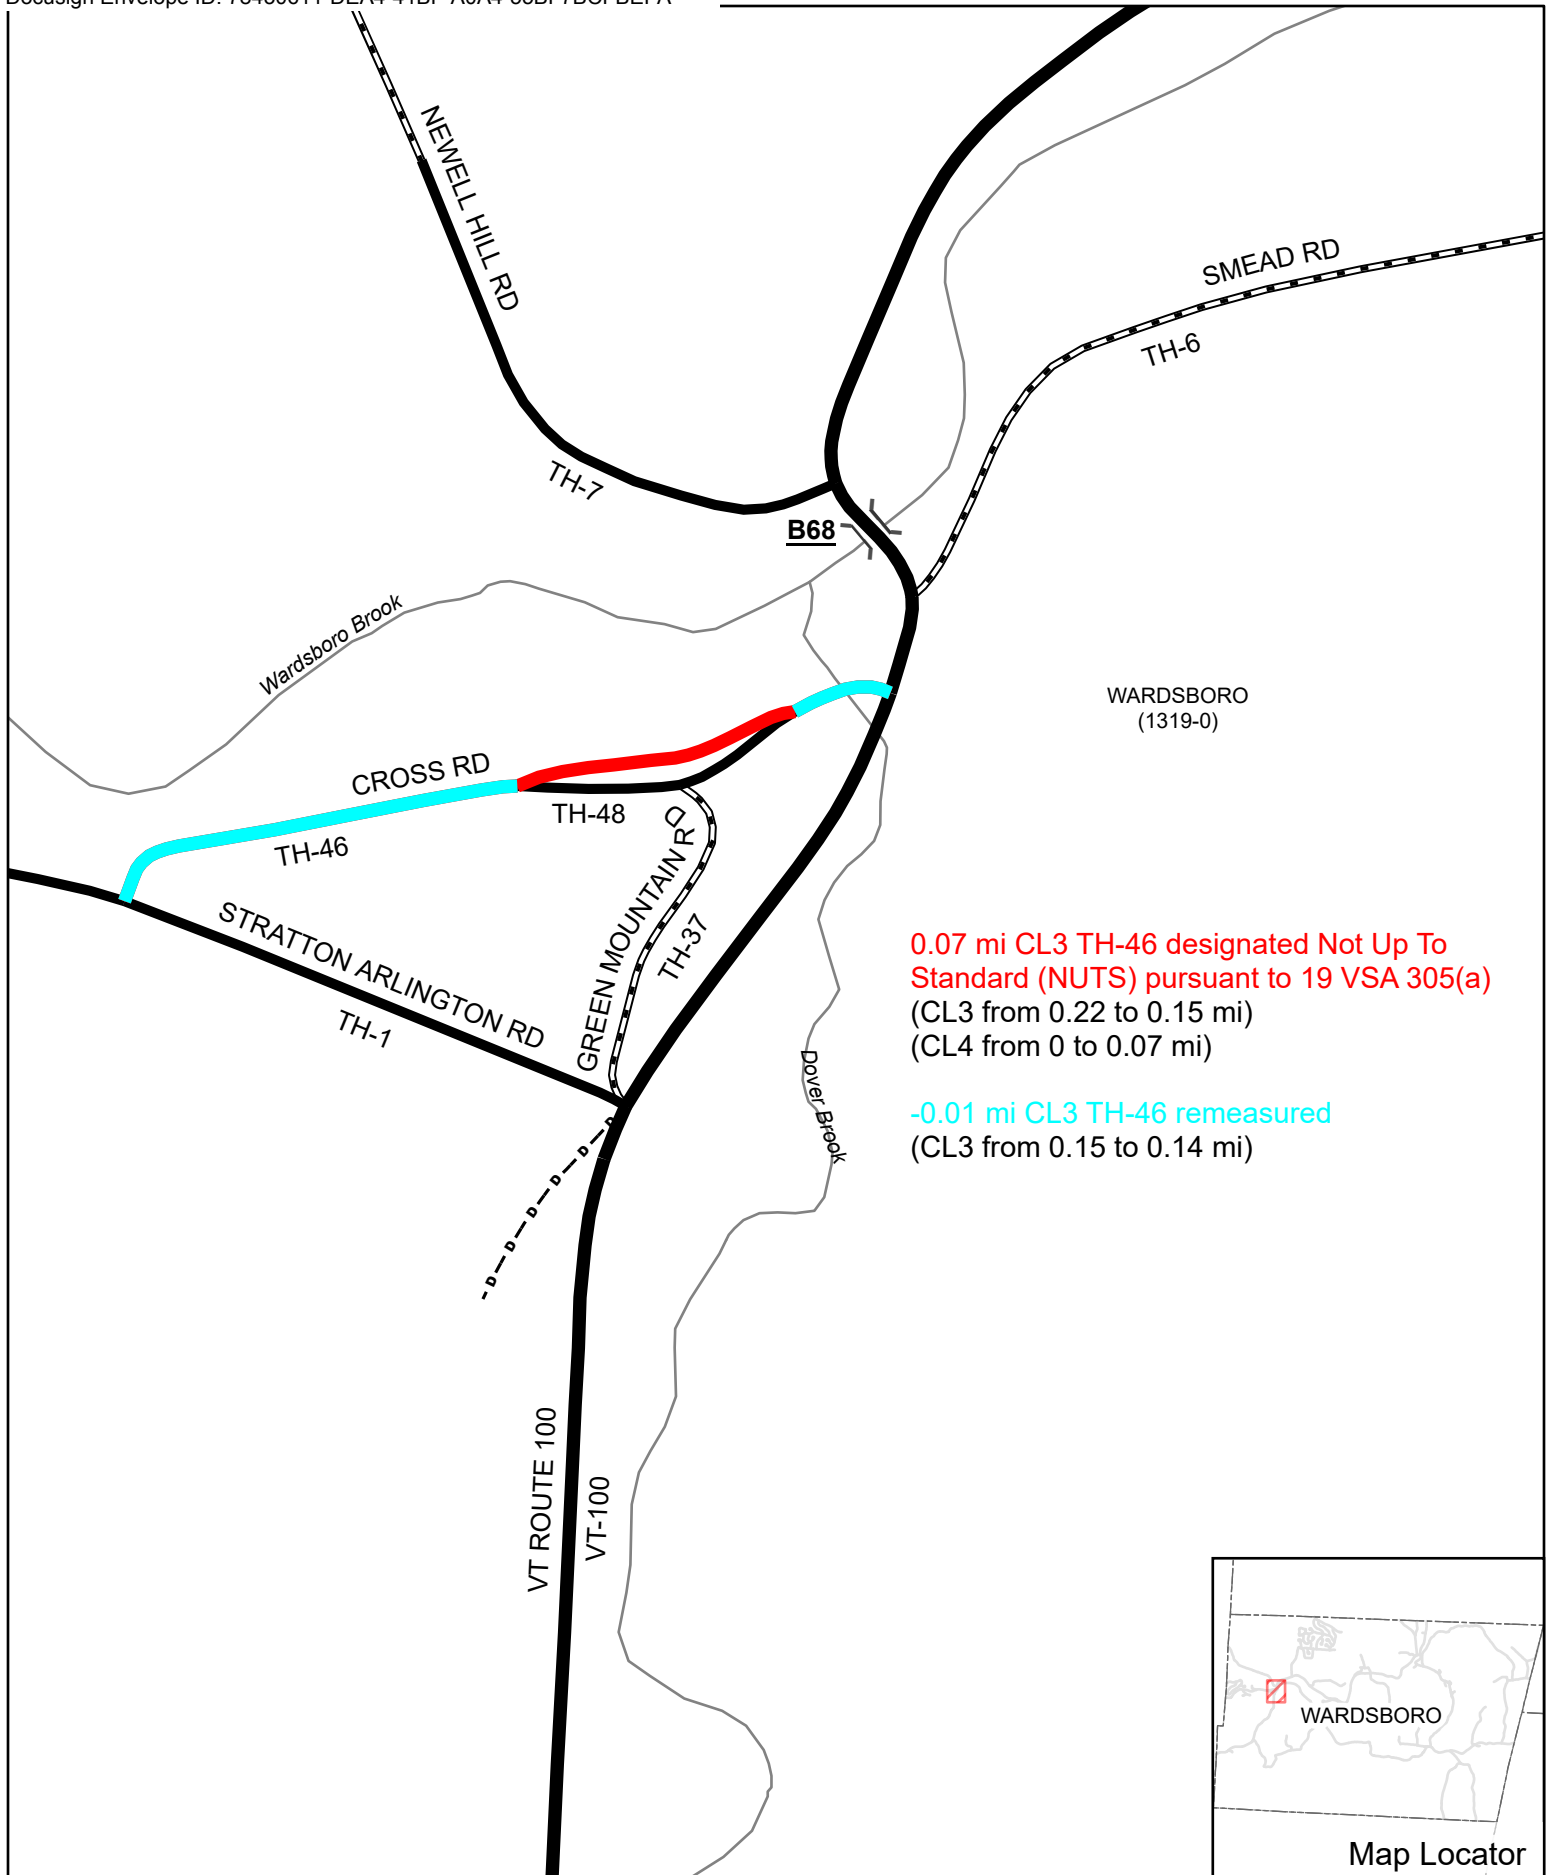 NEWELL HILL RD
SMEAD RD
TH-6
TH-7
B68
Wardsboro Brook
WARDSBORO
(1319-0)
CROSS RD
TH-48
TH-46
GREEN MOUNTAIN RD
TH-37
STRATTON ARLINGTON RD
TH-1
0.07 mi CL3 TH-46 designated Not Up To
Standard (NUTS) pursuant to 19 VSA 305(a)
(CL3 from 0.22 to 0.15 mi)
(CL4 from 0 to 0.07 mi)
Dover Brook
-0.01 mi CL3 TH-46 remeasured
(CL3 from 0.15 to 0.14 mi)
D
D
D
D
D
D
VT ROUTE 100
VT-100
WARDSBORO
Map Locator